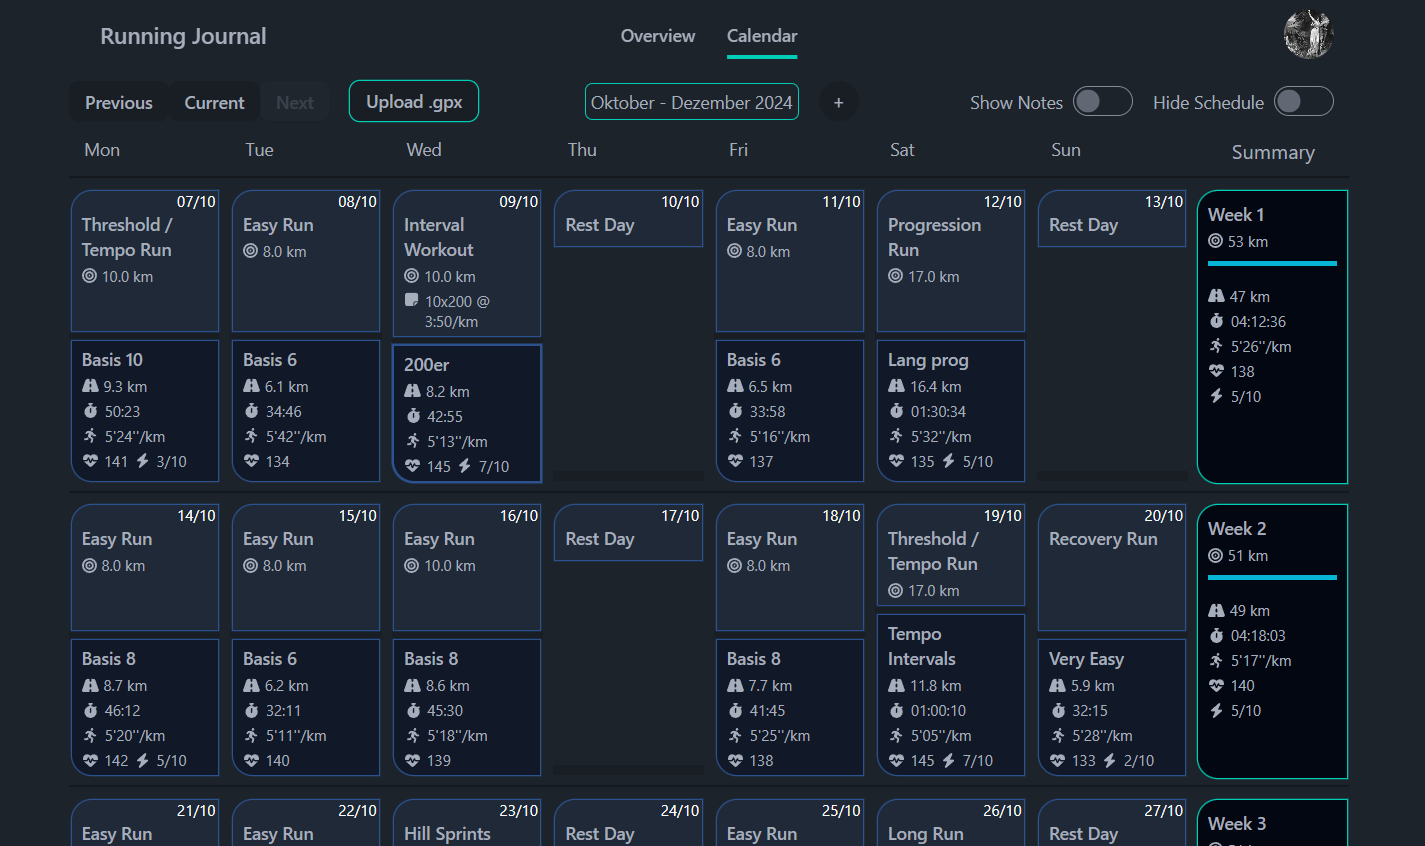 Running Journal
Overview
Calendar
Previous
Current
Next
Upload .gpx
Oktober - Dezember 2024
+
Show Notes
Hide Schedule
Mon
Tue
Wed
Thu
Fri
Sat
Sun
Summary
07/10
Threshold /
Tempo Run
10.0 km
08/10
Easy Run
8.0 km
09/10
Interval
Workout
10.0 km
10x200 @
3:50/km
10/10
Rest Day
11/10
Easy Run
8.0 km
12/10
Progression
Run
17.0 km
13/10
Rest Day
Basis 10
9.3 km
50:23
5'24''/km
141 3/10
Basis 6
6.1 km
34:46
5'42''/km
134
200er
8.2 km
42:55
5'13''/km
145 7/10
Basis 6
6.5 km
33:58
5'16''/km
137
Lang prog
16.4 km
01:30:34
5'32''/km
135 5/10
Week 1
53 km
47 km
04:12:36
5'26''/km
138
5/10
14/10
Easy Run
8.0 km
15/10
Easy Run
8.0 km
16/10
Easy Run
10.0 km
17/10
Rest Day
18/10
Easy Run
8.0 km
19/10
Threshold /
Tempo Run
17.0 km
20/10
Recovery Run
Basis 8
8.7 km
46:12
5'20''/km
142 5/10
Basis 6
6.2 km
32:11
5'11''/km
140
Basis 8
8.6 km
45:30
5'18''/km
139
Basis 8
7.7 km
41:45
5'25''/km
138
Tempo
Intervals
11.8 km
01:00:10
5'05''/km
145 7/10
Very Easy
5.9 km
32:15
5'28''/km
133 2/10
Week 2
51 km
49 km
04:18:03
5'17''/km
140
5/10
21/10
Easy Run
22/10
Easy Run
23/10
Hill Sprints
24/10
Rest Day
25/10
Easy Run
26/10
Long Run
27/10
Rest Day
Week 3